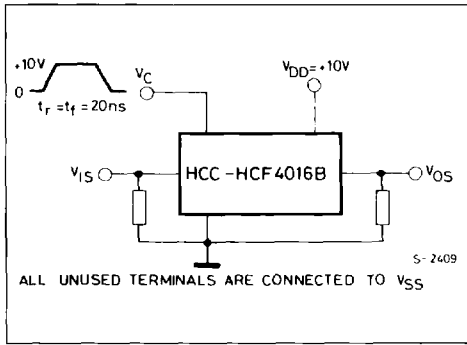 +10V
0
tr = tf = 20ns
VC
VDD=+10V
VIS
HCC-HCF4016B
VOS
S-2409
ALL UNUSED TERMINALS ARE CONNECTED TO VSS